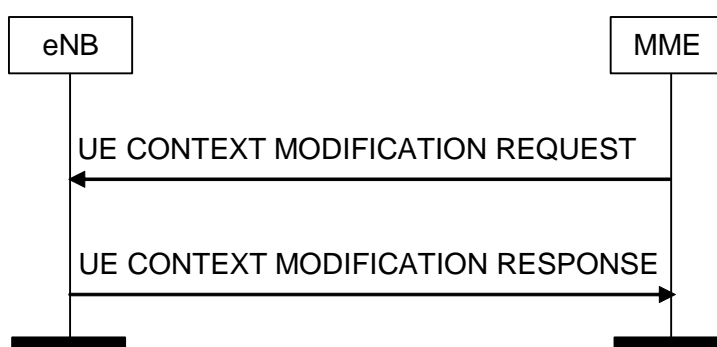 eNB
MME
UE CONTEXT MODIFICATION REQUEST
UE CONTEXT MODIFICATION RESPONSE